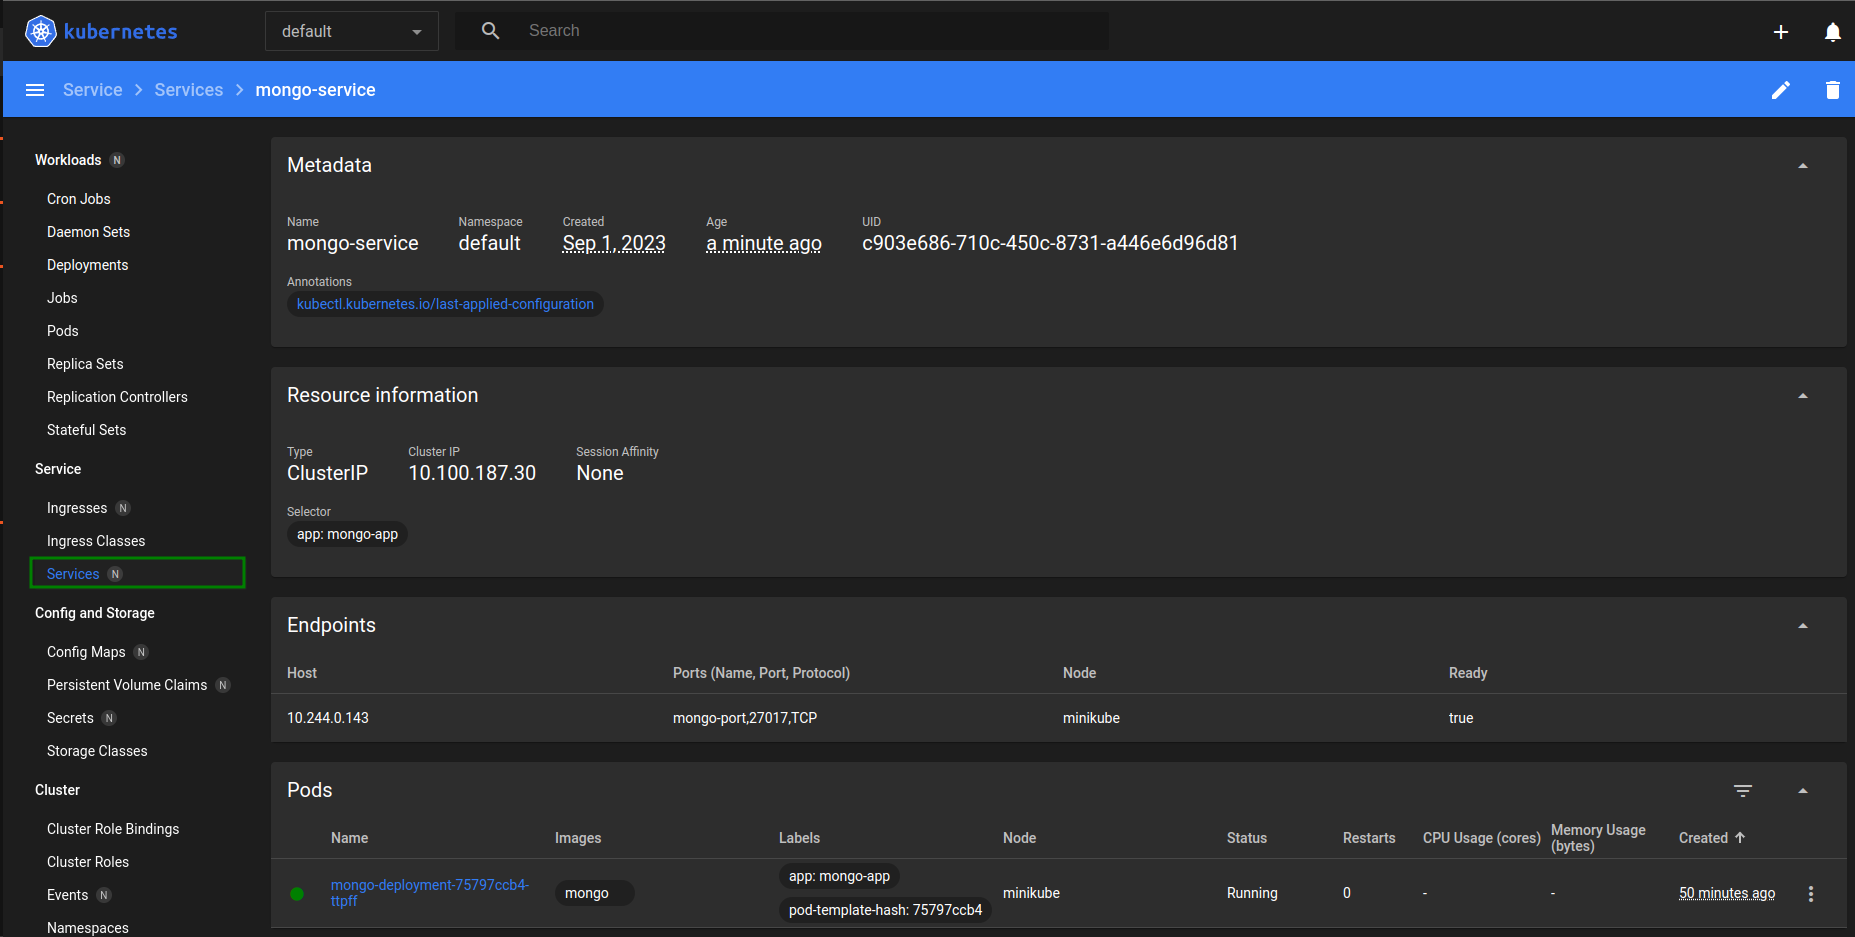 kubernetes
default
Search
Service
Services
mongo-service
Workloads N
Cron Jobs
Daemon Sets
Deployments
Jobs
Pods
Replica Sets
Replication Controllers
Stateful Sets
Service
Ingresses N
Ingress Classes
Services N
Config and Storage
Config Maps N
Persistent Volume Claims N
Secrets N
Storage Classes
Cluster
Cluster Role Bindings
Cluster Roles
Events N
Namespaces
Metadata
Name Namespace Created Age UID
mongo-service default Sep 1, 2023 a minute ago c903e686-710c-450c-8731-a446e6d96d81
Annotations
kubectl.kubernetes.io/last-applied-configuration
Resource information
Type Cluster IP Session Affinity
ClusterIP 10.100.187.30 None
Selector
app: mongo-app
Endpoints
Host Ports (Name, Port, Protocol) Node Ready
10.244.0.143 mongo-port,27017,TCP minikube true
Pods
Name Images Labels Node Status Restarts CPU Usage (cores) Memory Usage (bytes) Created
mongo-deployment-75797ccb4-
ttpff
mongo
app: mongo-app
pod-template-hash: 75797ccb4
minikube Running 0 - - 50 minutes ago